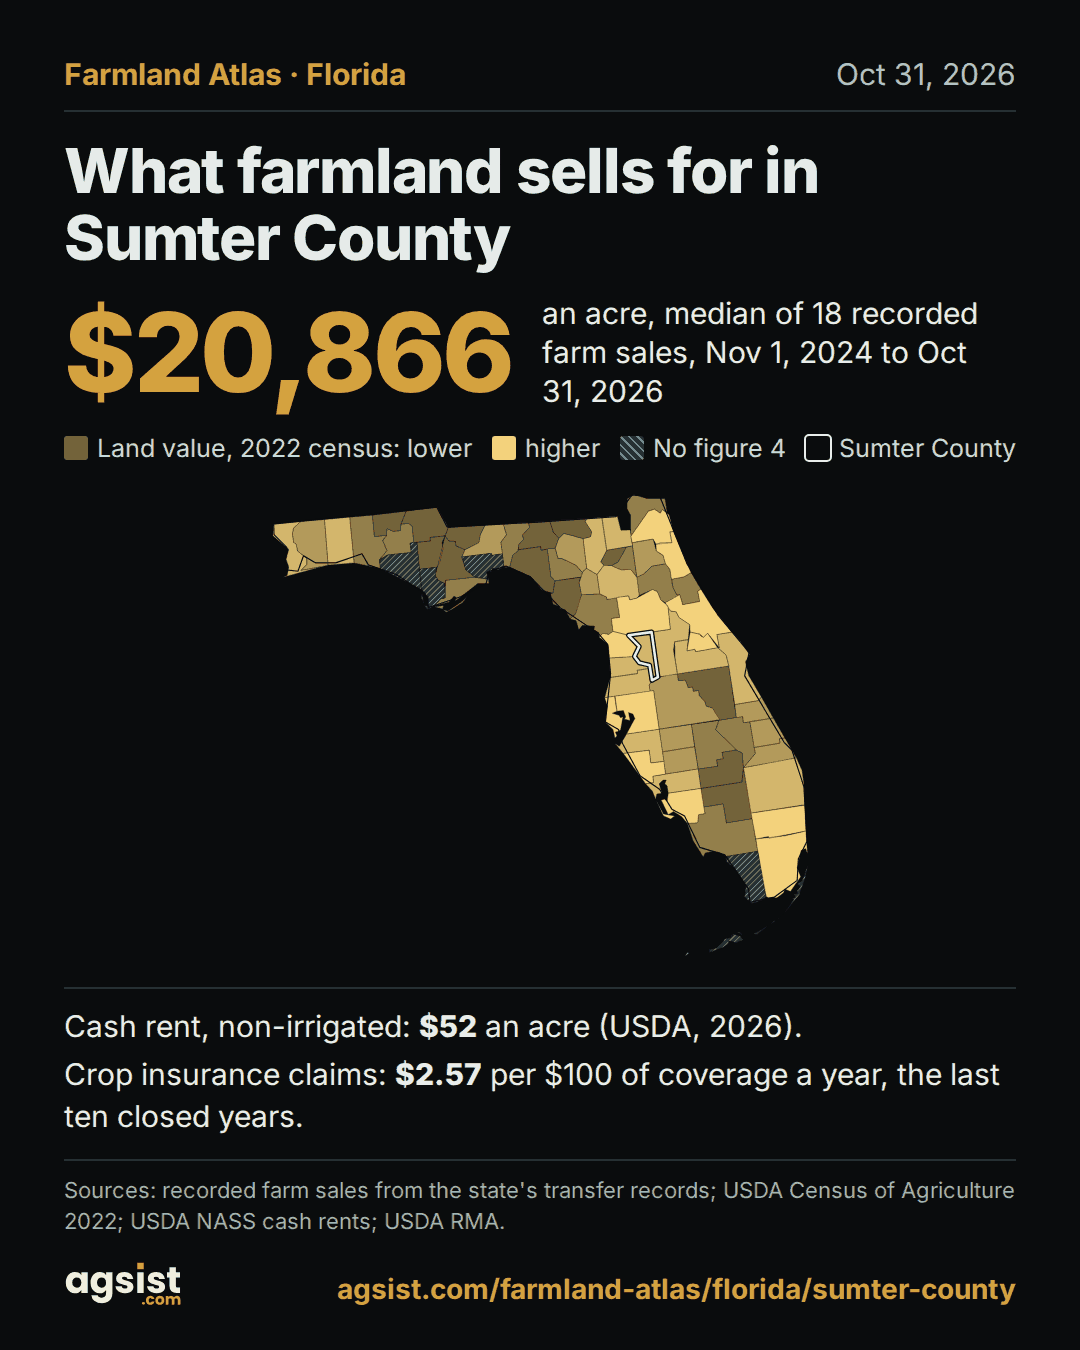 Farmland Atlas · Florida
Oct 31, 2026
What farmland sells for in
Sumter County
$20,866
an acre, median of 18 recorded
farm sales, Nov 1, 2024 to Oct
31, 2026
Land value, 2022 census: lower
higher
No figure 4
Sumter County
Cash rent, non-irrigated: $52 an acre (USDA, 2026).
Crop insurance claims: $2.57 per $100 of coverage a year, the last
ten closed years.
Sources: recorded farm sales from the state's transfer records; USDA Census of Agriculture
2022; USDA NASS cash rents; USDA RMA.
agsist
.com
agsist.com/farmland-atlas/florida/sumter-county